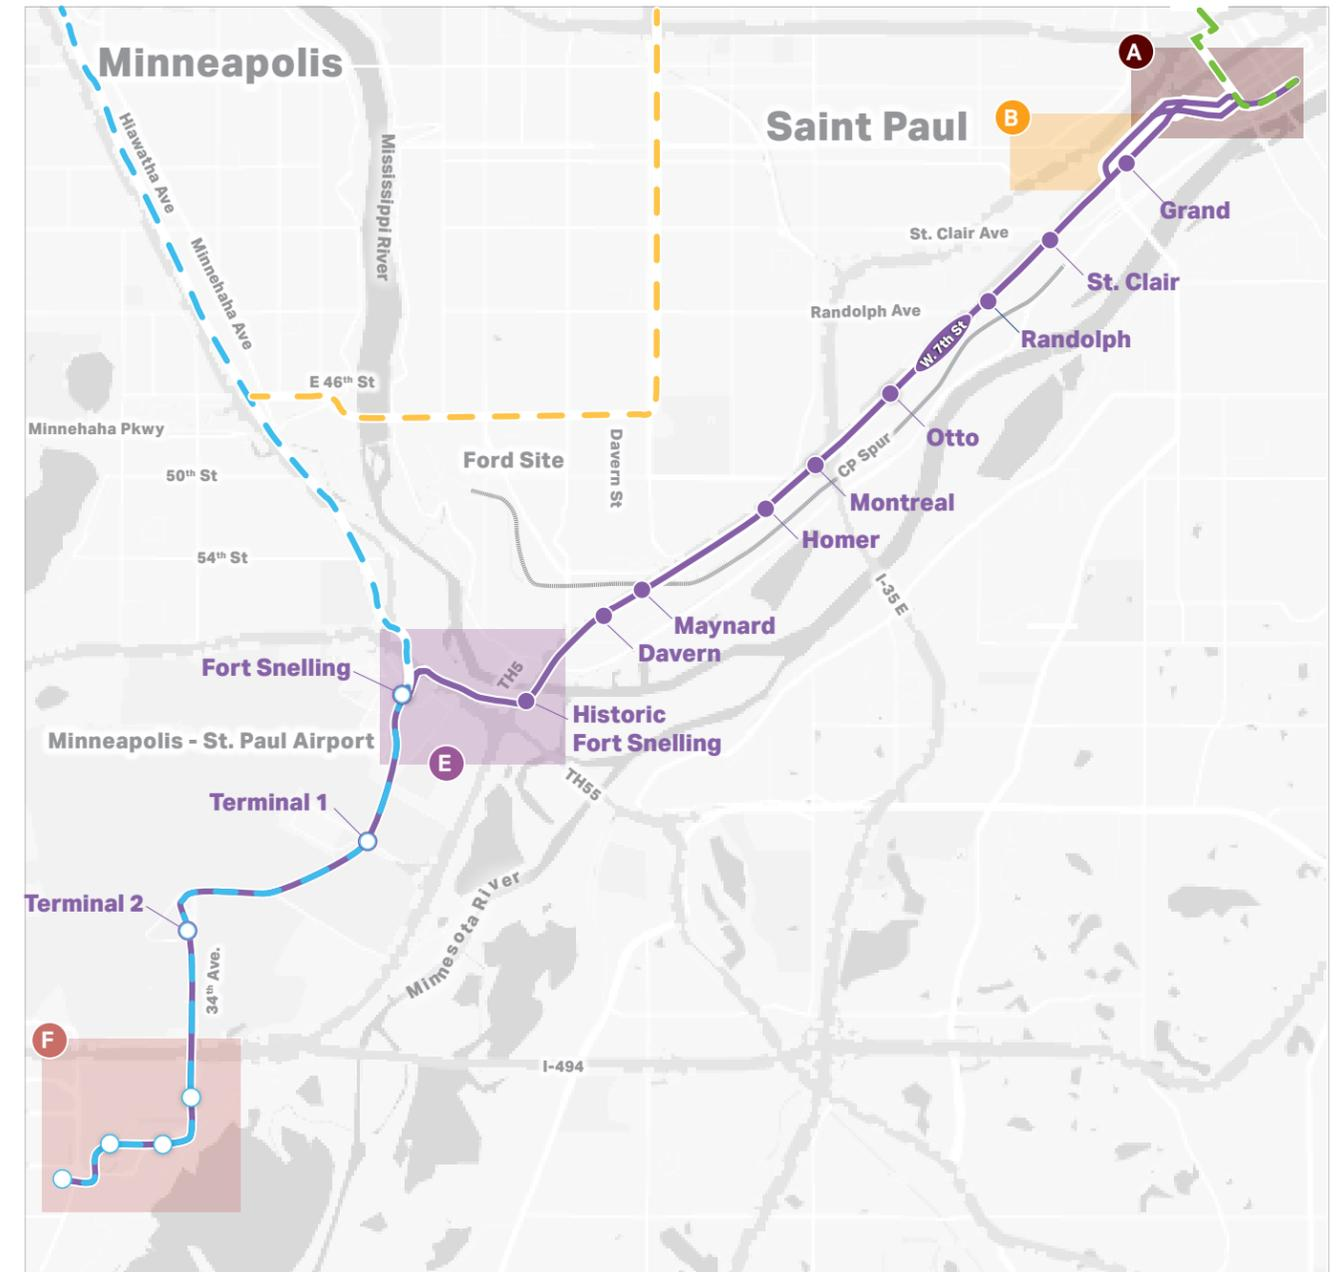 Minneapolis
A
Saint Paul
B
Hiawatha Ave
Mississippi River
Grand
St. Clair Ave
Minnehaha Ave
St. Clair
Randolph Ave
W. 7th St
Randolph
E 46th St
Minnehaha Pkwy
Otto
Davern St
CP Spur
Ford Site
50th St
Montreal
Homer
54th St
I-35 E
Maynard
Davern
Fort Snelling
TH5
Historic
Fort Snelling
Minneapolis - St. Paul Airport
E
TH55
Terminal 1
Terminal 2
Minnesota River
34th Ave.
F
I-494